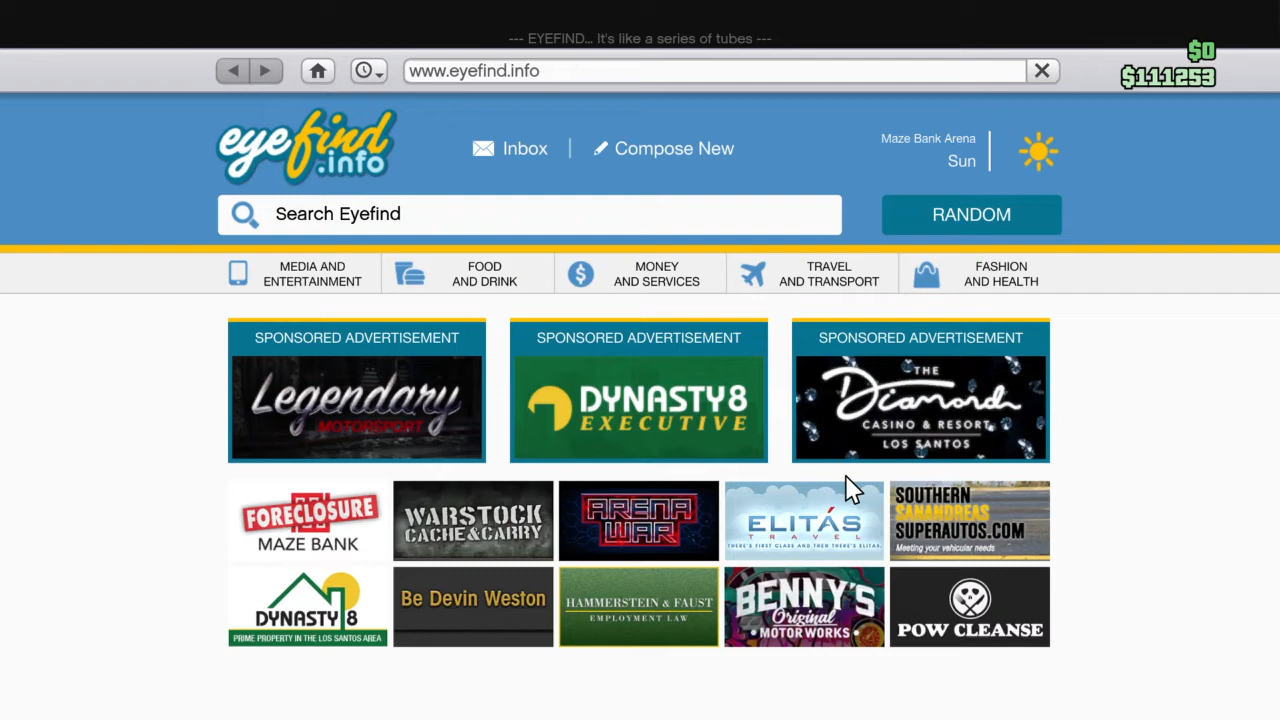 --- EYEFIND... It's like a series of tubes ---
www.eyefind.info
$0
$111253
eyefind
.info
Inbox
Compose New
Maze Bank Arena
Sun
Search Eyefind
RANDOM
MEDIA AND
ENTERTAINMENT
FOOD
AND DRINK
MONEY
AND SERVICES
TRAVEL
AND TRANSPORT
FASHION
AND HEALTH
SPONSORED ADVERTISEMENT
Legendary
MOTORSPORT
SPONSORED ADVERTISEMENT
DYNASTY8
EXECUTIVE
SPONSORED ADVERTISEMENT
THE
Diamond
CASINO & RESORT
LOS SANTOS
FORECLOSURE
MAZE BANK
WARSTOCK
CACHE&CARRY
ARENA
WAR
ELITÁS
TRAVEL
THERE'S FIRST CLASS AND THEN THERE'S ELITÁS.
SOUTHERN
SANANDREAS
SUPERAUTOS.COM
Meeting your vehicular needs
DYNASTY 8
PRIME PROPERTY IN THE LOS SANTOS AREA
Be Devin Weston
HAMMERSTEIN & FAUST
EMPLOYMENT LAW
BENNY'S
Original
MOTOR WORKS
POW CLEANSE